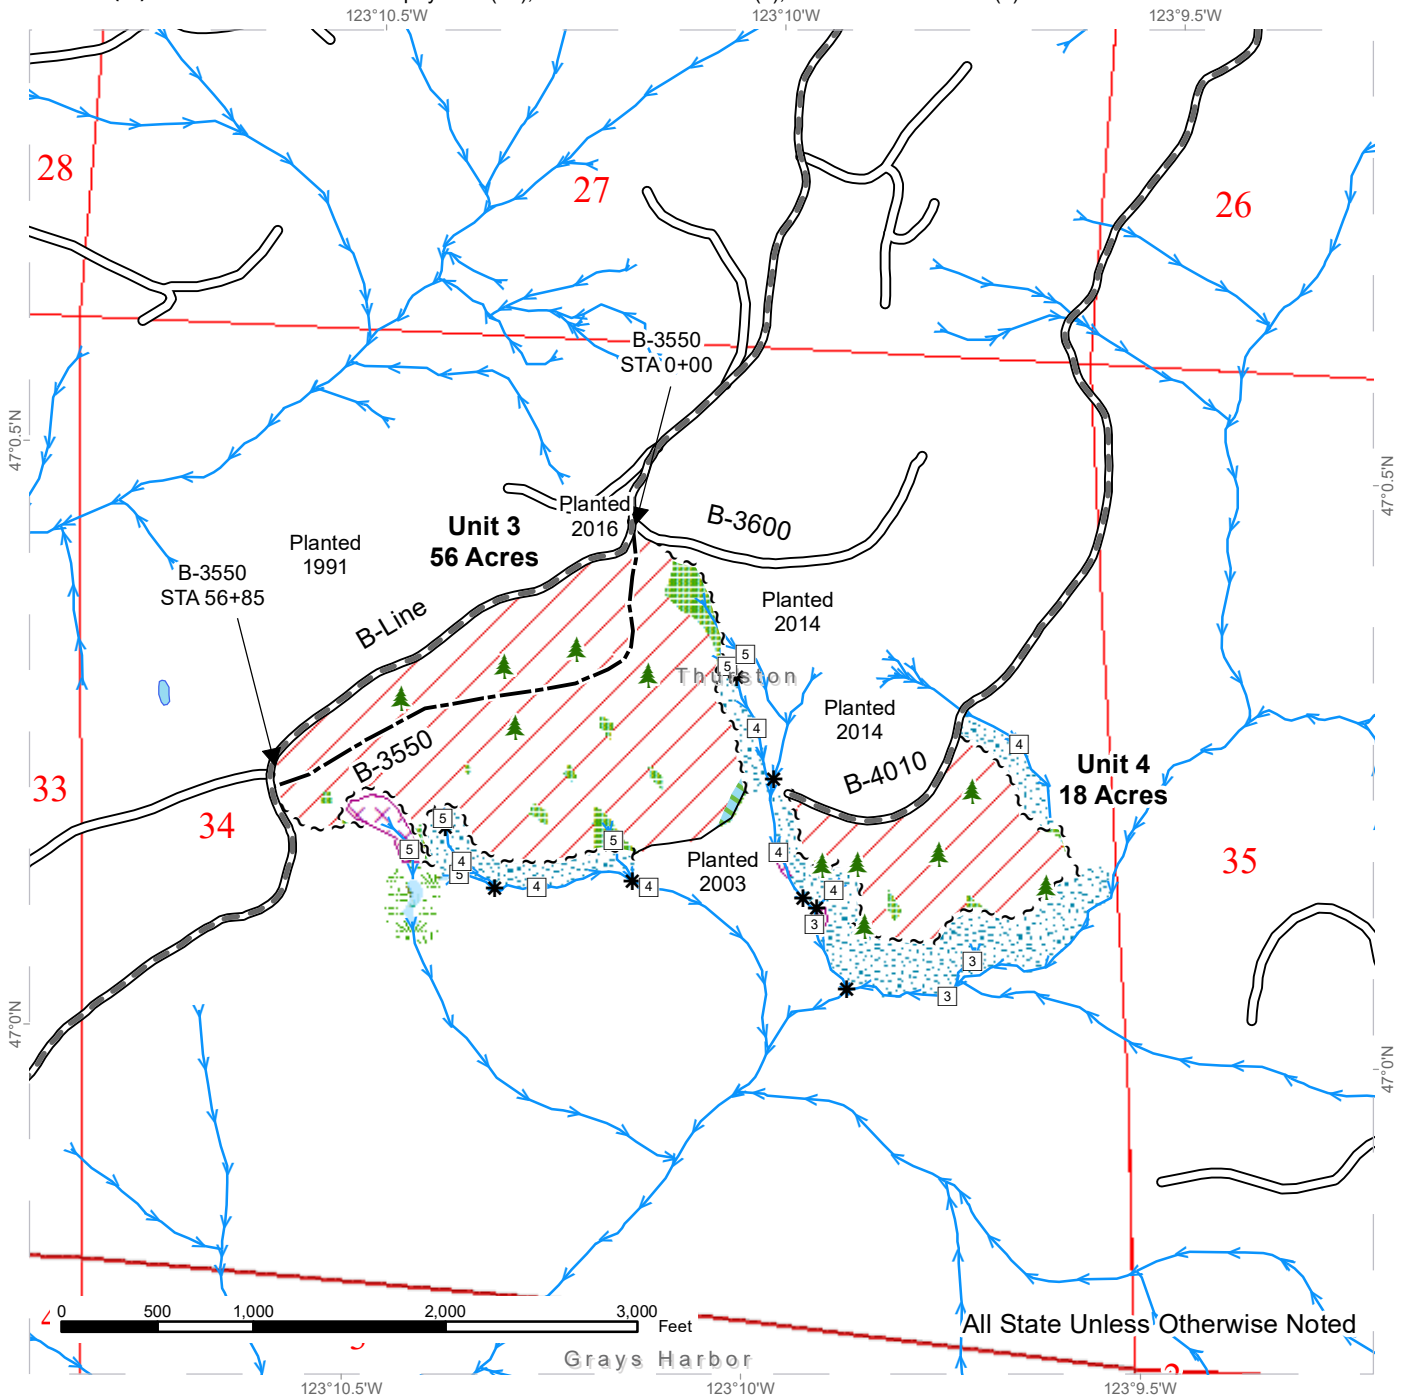 123°10.5'W
123°10'W
123°9.5'W
28
27
26
B-3550
STA 0+00
47°0.5'N
47°0.5'N
Planted
2016
B-3600
Unit 3
56 Acres
Planted
1991
B-3550
STA 56+85
B-Line
Planted
2014
5
5
Thurston
4
Planted
2014
4
B-3550
B-4010
Unit 4
18 Acres
33
34
35
5
5
5
4
5
4
4
4
Planted
2003
4
3
3
3
47°0'N
47°0'N
0
500
1,000
2,000
3,000
Feet
All State Unless Otherwise Noted
Grays Harbor
123°10.5'W
123°10'W
123°9.5'W